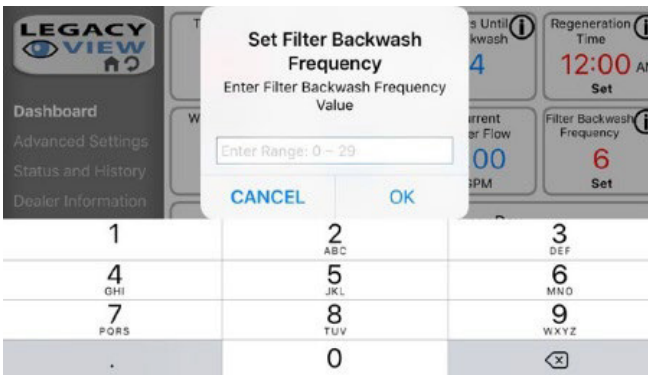 LEGACY
VIEW
Dashboard
Advanced Settings
Status and History
Dealer Information
T
W
Set Filter Backwash
Frequency
Enter Filter Backwash Frequency
Value
Enter Range: 0 – 29
CANCEL
OK
s Until
kwash
4
Regeneration
Time
12:00 AM
Set
urrent
er Flow
00
GPM
Filter Backwash
Frequency
6
Set
1
2
ABC
3
DEF
4
GHI
5
JKL
6
MNO
7
PQRS
8
TUV
9
WXYZ
.
0